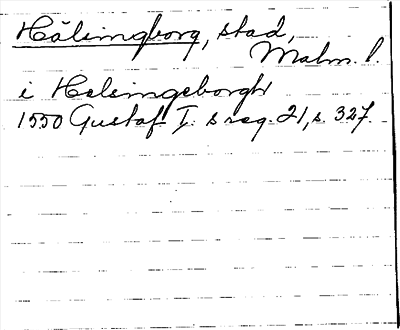 Hälsingborg, stad,
Malm. l.
i Helsingeborgh
1550 Gustaf I:s reg. 21, s. 327.